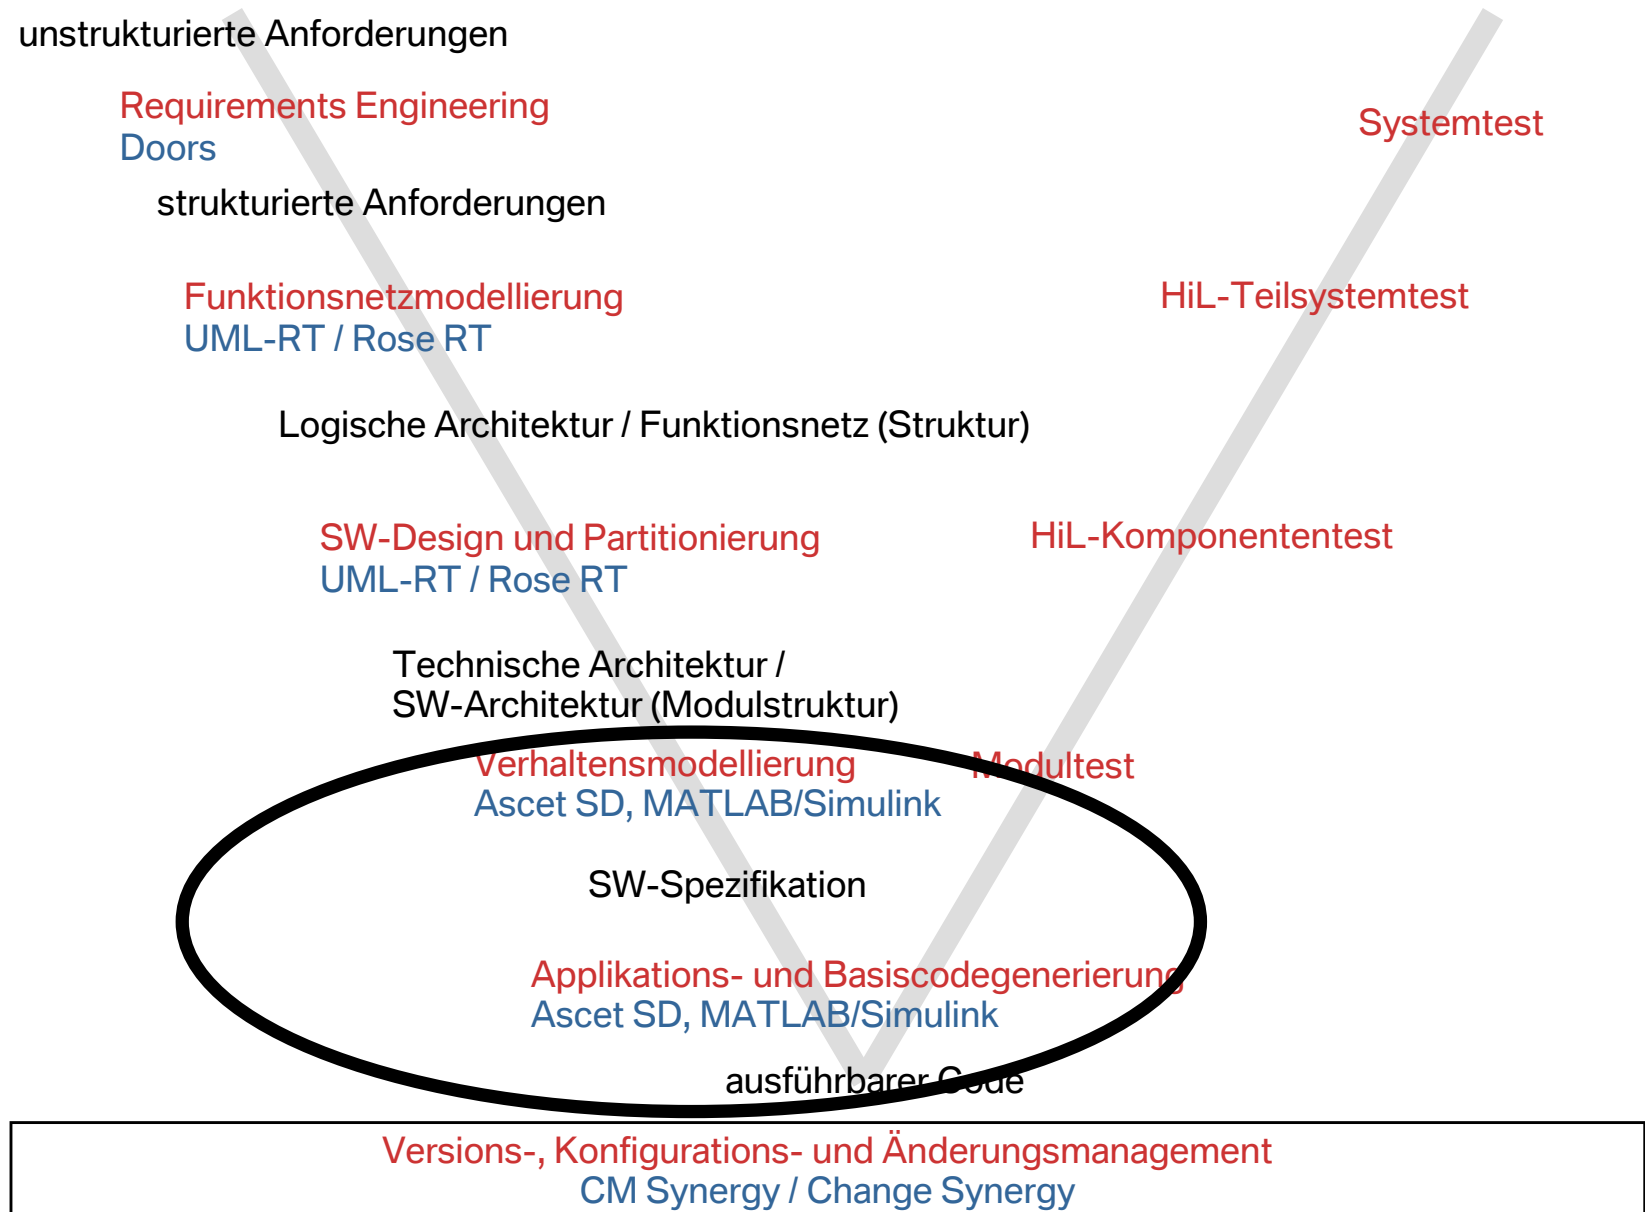 unstrukturierte Anforderungen
Requirements Engineering
Doors
Systemtest
strukturierte Anforderungen
Funktionsnetzmodellierung
UML-RT / Rose RT
HiL-Teilsystemtest
Logische Architektur / Funktionsnetz (Struktur)
SW-Design und Partitionierung
UML-RT / Rose RT
HiL-Komponententest
Technische Architektur /
SW-Architektur (Modulstruktur)
Verhaltensmodellierung
Ascet SD, MATLAB/Simulink
Modultest
SW-Spezifikation
Applikations- und Basiscodegenerierung
Ascet SD, MATLAB/Simulink
ausführbarer Code
Versions-, Konfigurations- und Änderungsmanagement
CM Synergy / Change Synergy